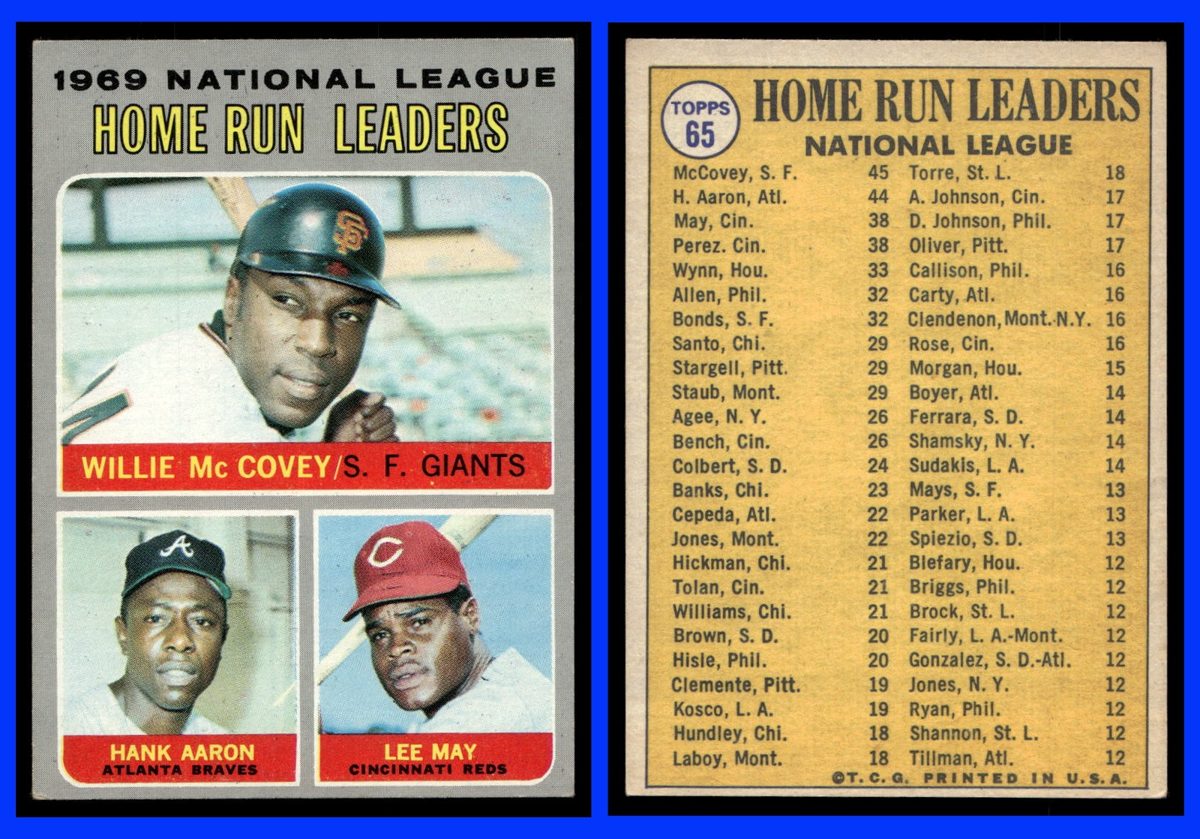 1969 NATIONAL LEAGUE
HOME RUN LEADERS
SF
WILLIE Mc COVEY/S. F. GIANTS
A
HANK AARON
ATLANTA BRAVES
C
LEE MAY
CINCINNATI REDS
TOPPS
65
HOME RUN LEADERS
NATIONAL LEAGUE
McCovey, S. F. 45 Torre, St. L. 18
H. Aaron, Atl. 44 A. Johnson, Cin. 17
May, Cin. 38 D. Johnson, Phil. 17
Perez. Cin. 38 Oliver, Pitt. 17
Wynn, Hou. 33 Callison, Phil. 16
Allen, Phil. 32 Carty, Atl. 16
Bonds, S. F. 32 Clendenon, Mont.-N.Y. 16
Santo, Chi. 29 Rose, Cin. 16
Stargell, Pitt. 29 Morgan, Hou. 15
Staub, Mont. 29 Boyer, Atl. 14
Agee, N. Y. 26 Ferrara, S. D. 14
Bench, Cin. 26 Shamsky, N. Y. 14
Colbert, S. D. 24 Sudakis, L. A. 14
Banks, Chi. 23 Mays, S. F. 13
Cepeda, Atl. 22 Parker, L. A. 13
Jones, Mont. 22 Spiezio, S. D. 13
Hickman, Chi. 21 Blefary, Hou. 12
Tolan, Cin. 21 Briggs, Phil. 12
Williams, Chi. 21 Brock, St. L. 12
Brown, S. D. 20 Fairly, L. A.-Mont. 12
Hisle, Phil. 20 Gonzalez, S. D.-Atl. 12
Clemente, Pitt. 19 Jones, N. Y. 12
Kosco, L. A. 19 Ryan, Phil. 12
Hundley, Chi. 18 Shannon, St. L. 12
Laboy, Mont. 18 Tillman, Atl. 12
©T. C. G. PRINTED IN U.S.A.